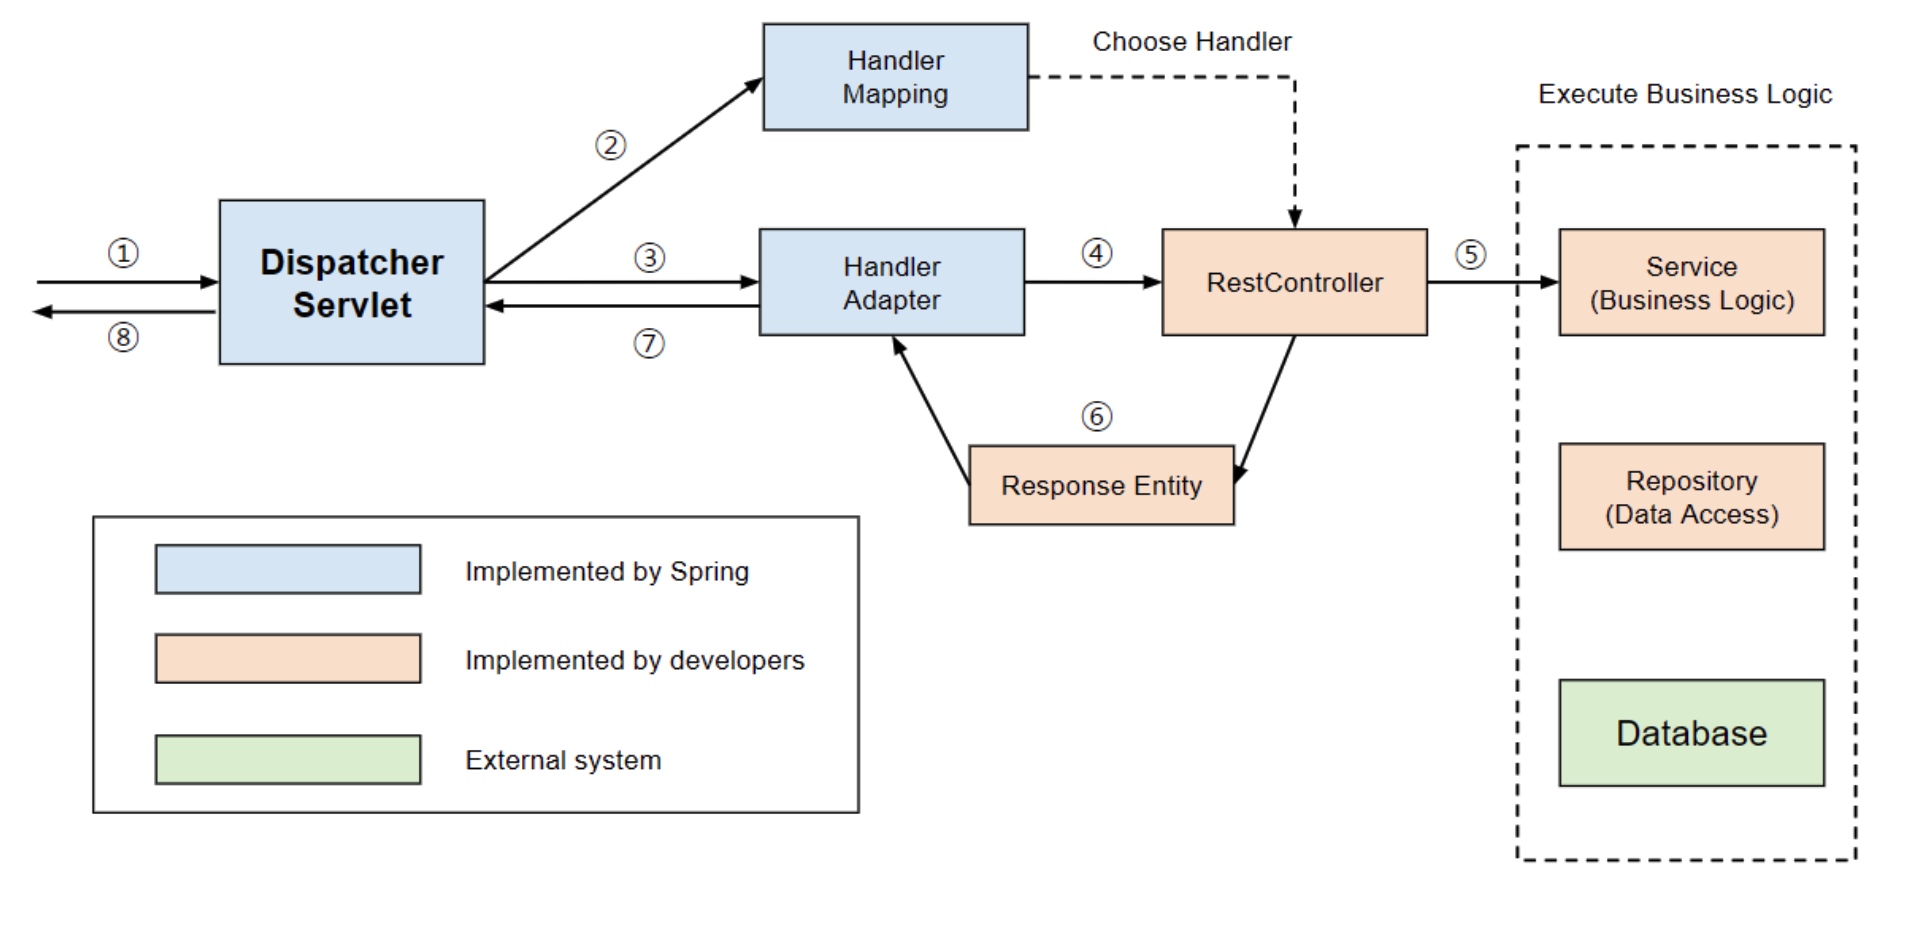 Handler
Mapping
Choose Handler
Execute Business Logic
②
①
Dispatcher
Servlet
③
Handler
Adapter
④
RestController
⑤
Service
(Business Logic)
⑧
⑦
⑥
Response Entity
Repository
(Data Access)
Implemented by Spring
Implemented by developers
External system
Database